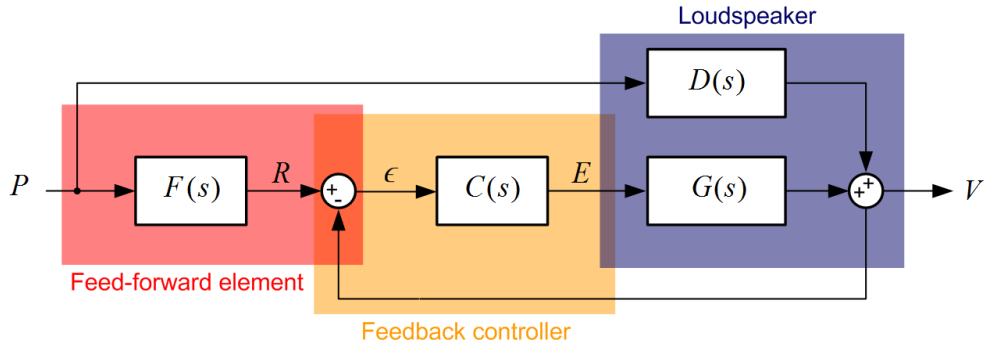 Loudspeaker
D(s)
P
F(s)
R
+
-
ϵ
C(s)
E
G(s)
+
+
V
Feed-forward element
Feedback controller